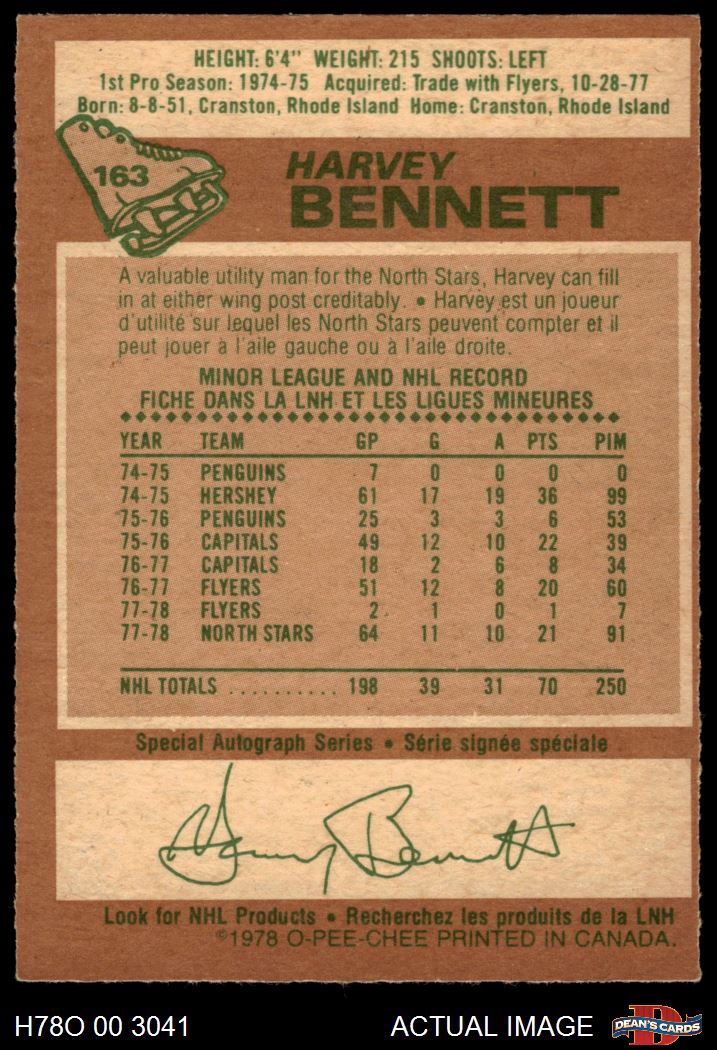 HEIGHT: 6'4" WEIGHT: 215 SHOOTS: LEFT
1st Pro Season: 1974-75 Acquired: Trade with Flyers, 10-28-77
Born: 8-8-51, Cranston, Rhode Island Home: Cranston, Rhode Island
163
HARVEY
BENNETT
A valuable utility man for the North Stars, Harvey can fill
in at either wing post creditably. • Harvey est un joueur
d'utilité sur lequel les North Stars peuvent compter et il
peut jouer à l'aile gauche ou à l'aile droite.
MINOR LEAGUE AND NHL RECORD
FICHE DANS LA LNH ET LES LIGUES MINEURES
YEAR TEAM GP G A PTS PIM
74-75 PENGUINS 7 0 0 0 0
74-75 HERSHEY 61 17 19 36 99
75-76 PENGUINS 25 3 3 6 53
75-76 CAPITALS 49 12 10 22 39
76-77 CAPITALS 18 2 6 8 34
76-77 FLYERS 51 12 8 20 60
77-78 FLYERS 2 1 0 1 7
77-78 NORTH STARS 64 11 10 21 91
NHL TOTALS .......... 198 39 31 70 250
Special Autograph Series • Série signée spéciale
Harvey Bennett
Look for NHL Products • Recherchez les produits de la LNH
©1978 O-PEE-CHEE PRINTED IN CANADA.
H78O 00 3041 ACTUAL IMAGE D DEAN'S CARDS